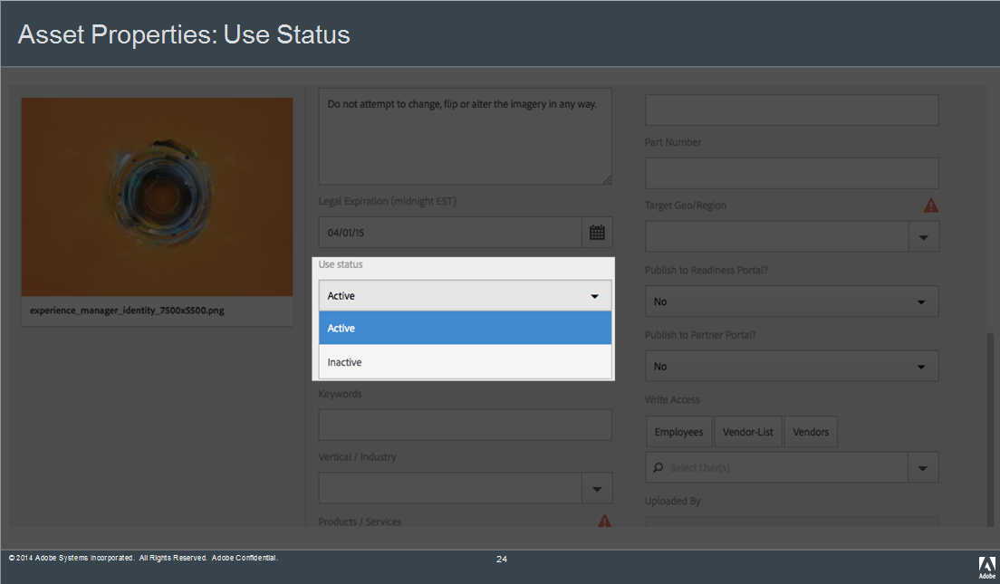 Asset Properties: Use Status
experience_manager_identity_7500x5500.png
Do not attempt to change, flip or alter the imagery in any way.
Legal Expiration (midnight EST)
04/01/15
Use status
Active
Active
Inactive
Keywords
Vertical / Industry
Products / Services
Part Number
Target Geo/Region
Publish to Readiness Portal?
No
Publish to Partner Portal?
No
Write Access
Employees Vendor-List Vendors
Select User(s)
Uploaded By
© 2014 Adobe Systems Incorporated. All Rights Reserved. Adobe Confidential.
24
Adobe